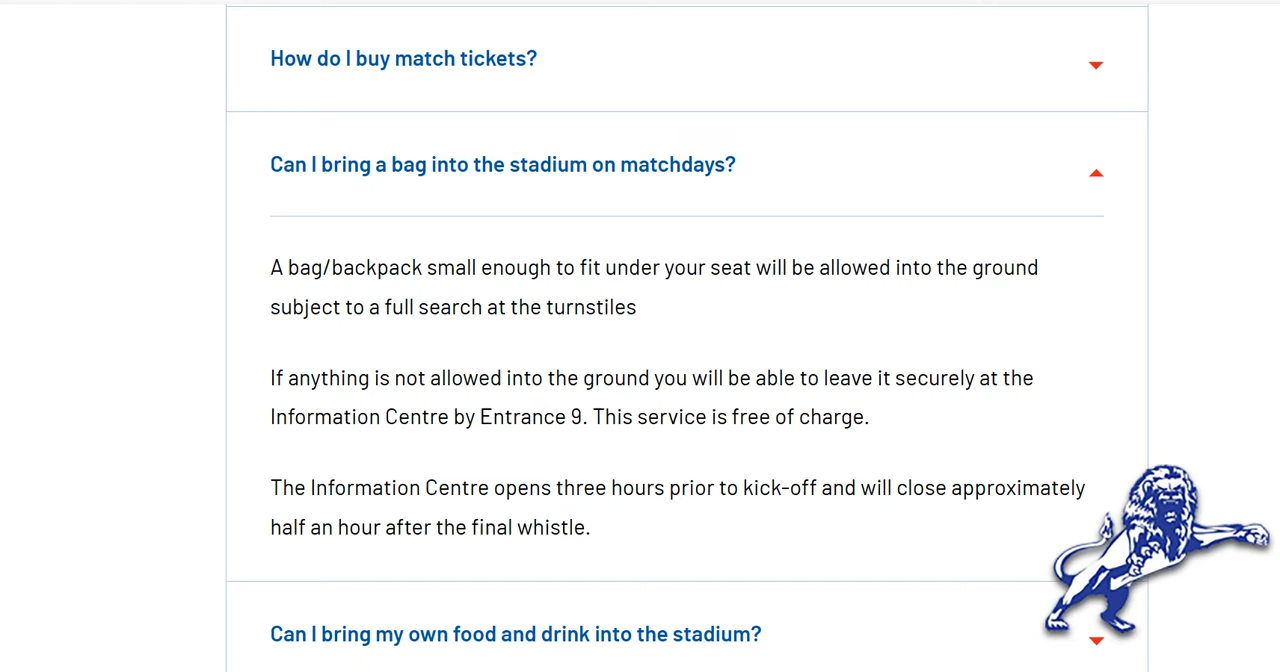 How do I buy match tickets?
Can I bring a bag into the stadium on matchdays?
A bag/backpack small enough to fit under your seat will be allowed into the ground
subject to a full search at the turnstiles
If anything is not allowed into the ground you will be able to leave it securely at the
Information Centre by Entrance 9. This service is free of charge.
The Information Centre opens three hours prior to kick-off and will close approximately
half an hour after the final whistle.
Can I bring my own food and drink into the stadium?